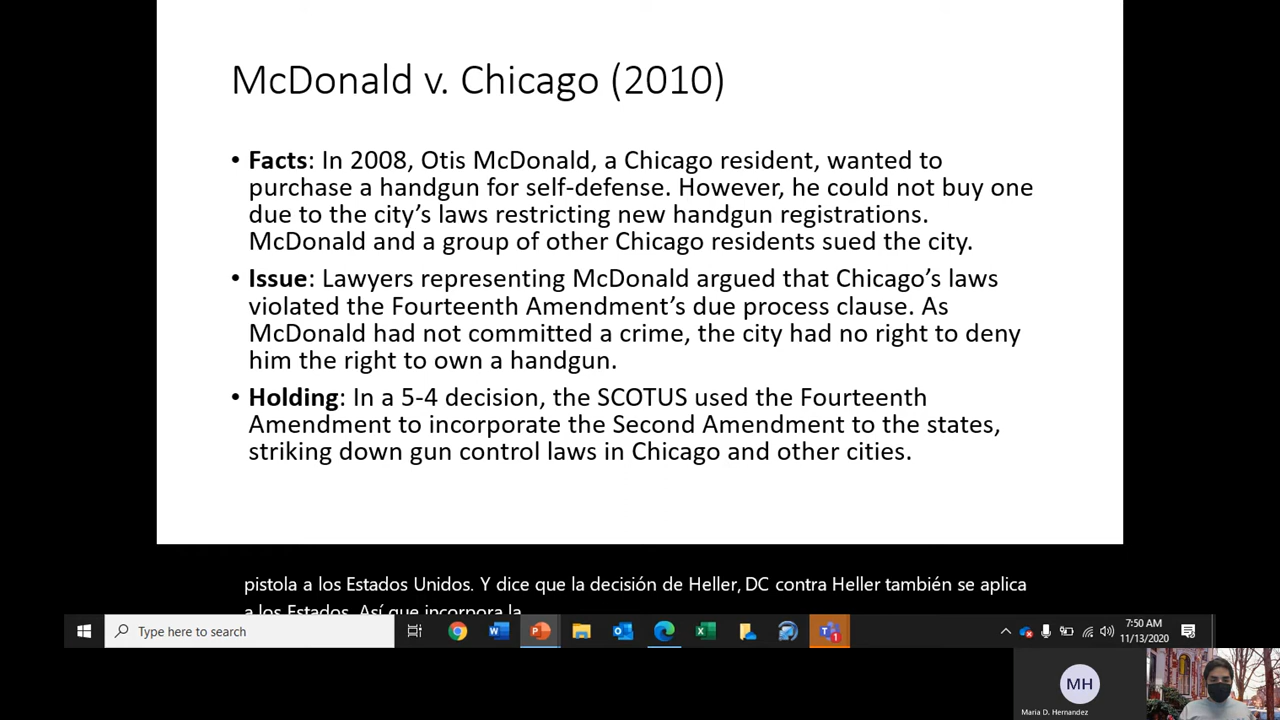 McDonald v. Chicago (2010)
• Facts: In 2008, Otis McDonald, a Chicago resident, wanted to
purchase a handgun for self-defense. However, he could not buy one
due to the city’s laws restricting new handgun registrations.
McDonald and a group of other Chicago residents sued the city.
• Issue: Lawyers representing McDonald argued that Chicago’s laws
violated the Fourteenth Amendment’s due process clause. As
McDonald had not committed a crime, the city had no right to deny
him the right to own a handgun.
• Holding: In a 5-4 decision, the SCOTUS used the Fourteenth
Amendment to incorporate the Second Amendment to the states,
striking down gun control laws in Chicago and other cities.
pistola a los Estados Unidos. Y dice que la decisión de Heller, DC contra Heller también se aplica
a los Estados. Así que incorpora la
Type here to search
7:50 AM
11/13/2020
MH
Maria D. Hernandez